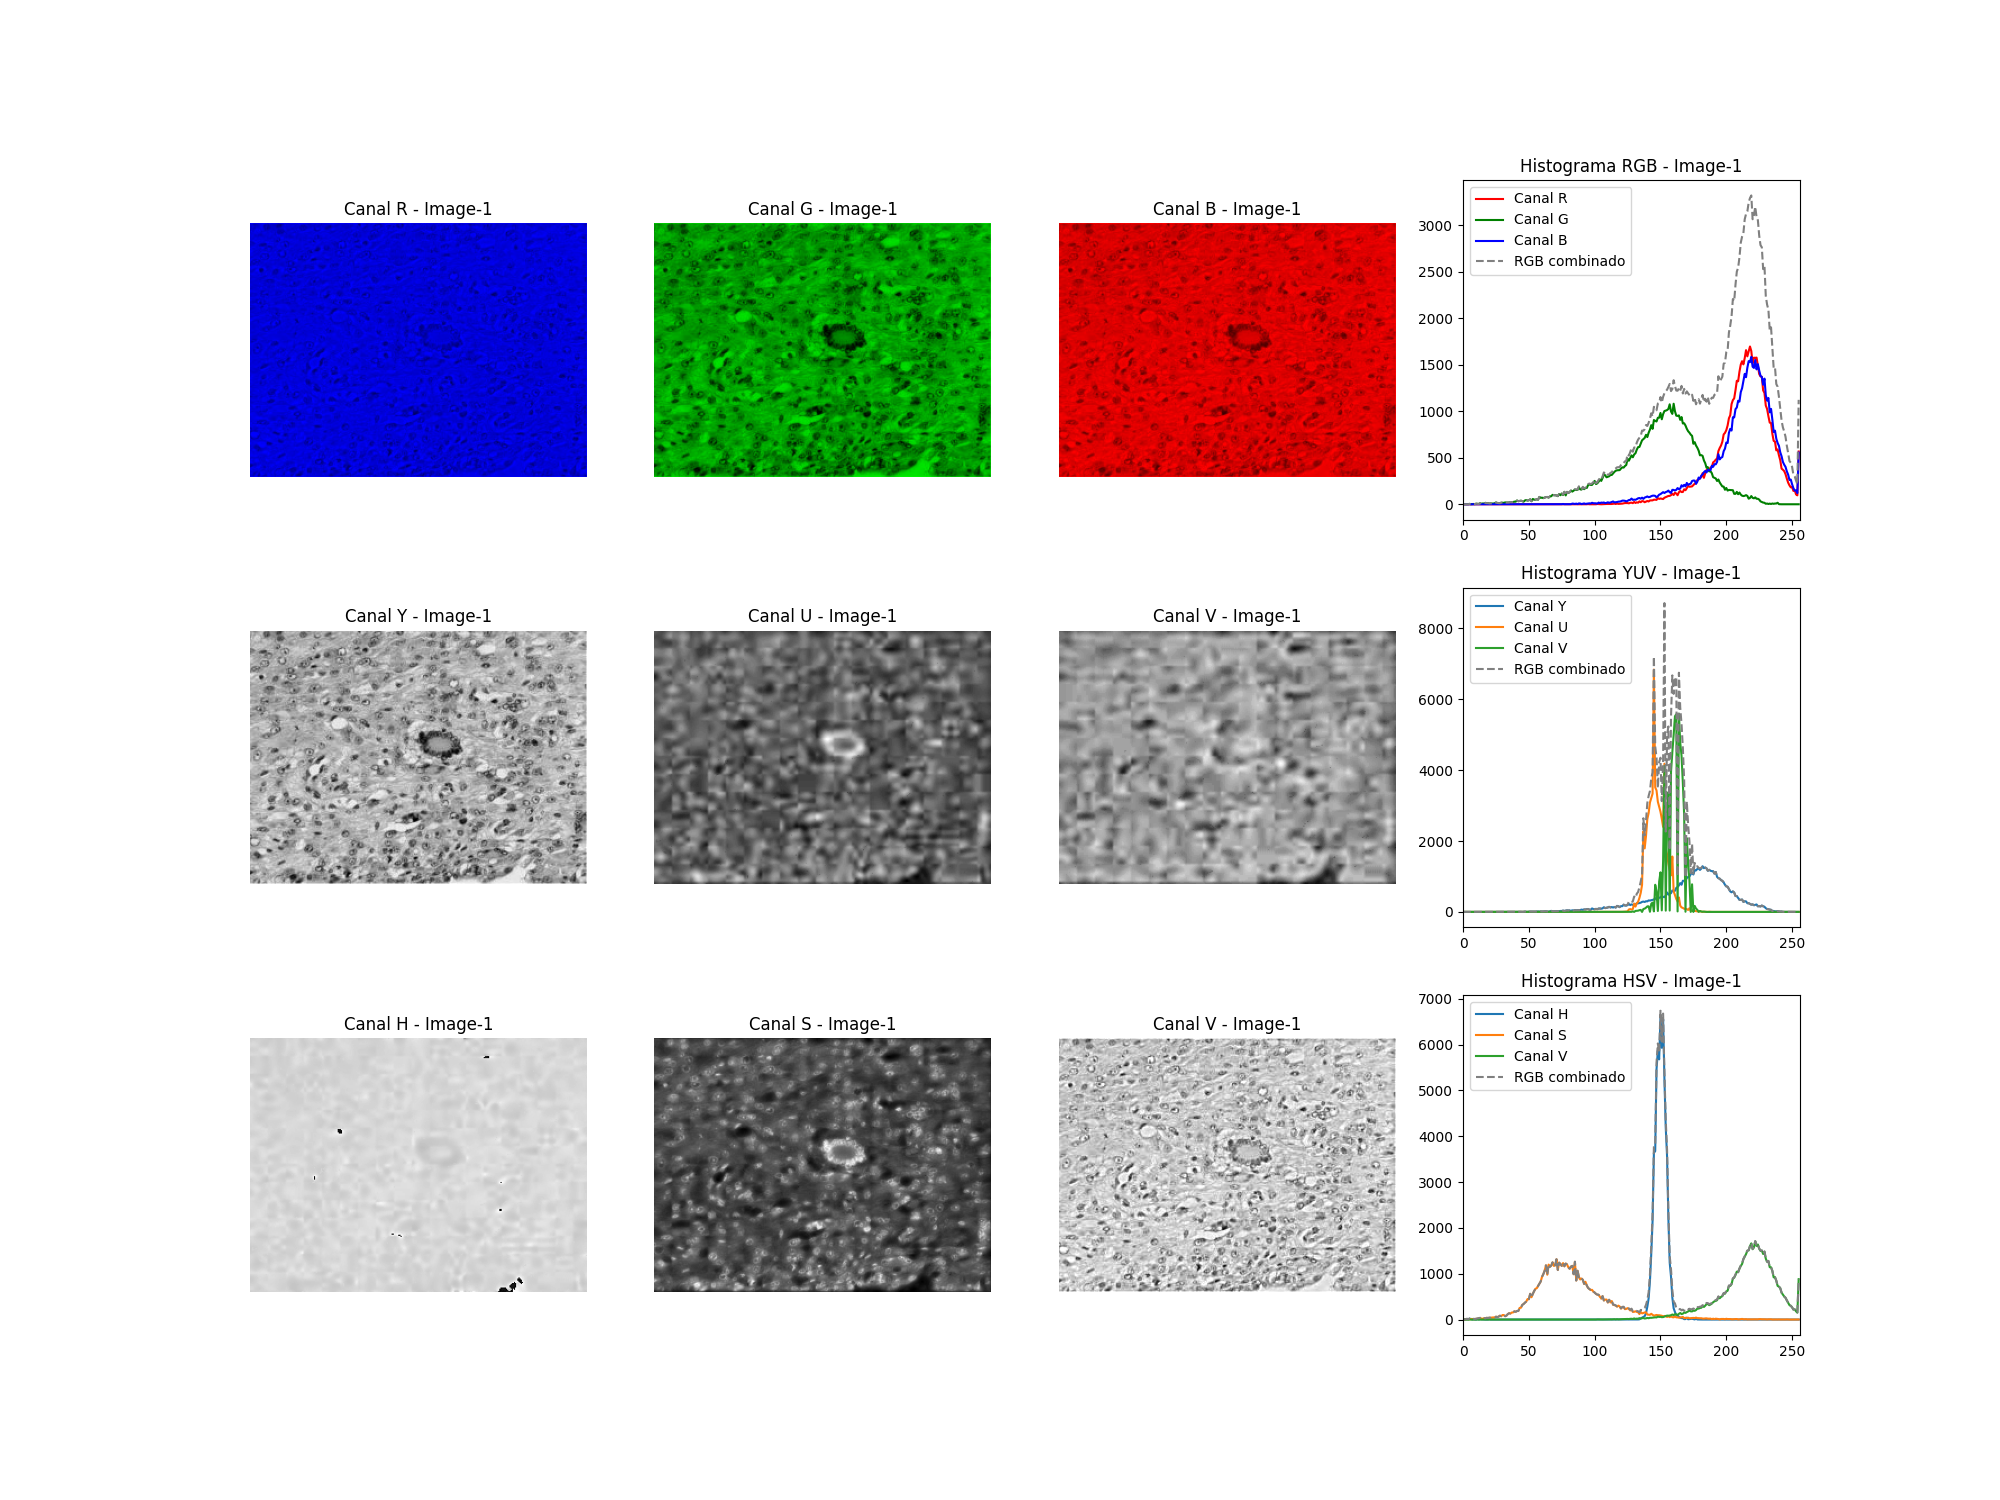 Canal R - Image-1
Canal G - Image-1
Canal B - Image-1
Histograma RGB - Image-1
Canal R
Canal G
Canal B
RGB combinado
3000
2500
2000
1500
1000
500
0
0 50 100 150 200 250
Canal Y - Image-1
Canal U - Image-1
Canal V - Image-1
Histograma YUV - Image-1
Canal Y
Canal U
Canal V
RGB combinado
8000
6000
4000
2000
0
0 50 100 150 200 250
Canal H - Image-1
Canal S - Image-1
Canal V - Image-1
Histograma HSV - Image-1
Canal H
Canal S
Canal V
RGB combinado
7000
6000
5000
4000
3000
2000
1000
0
0 50 100 150 200 250